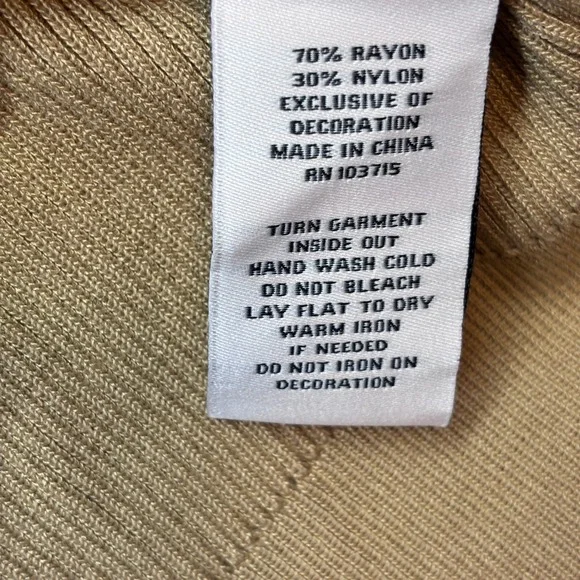 70% RAYON
30% NYLON
EXCLUSIVE OF
DECORATION
MADE IN CHINA
RN 103715
TURN GARMENT
INSIDE OUT
HAND WASH COLD
DO NOT BLEACH
LAY FLAT TO DRY
WARM IRON
IF NEEDED
DO NOT IRON ON
DECORATION